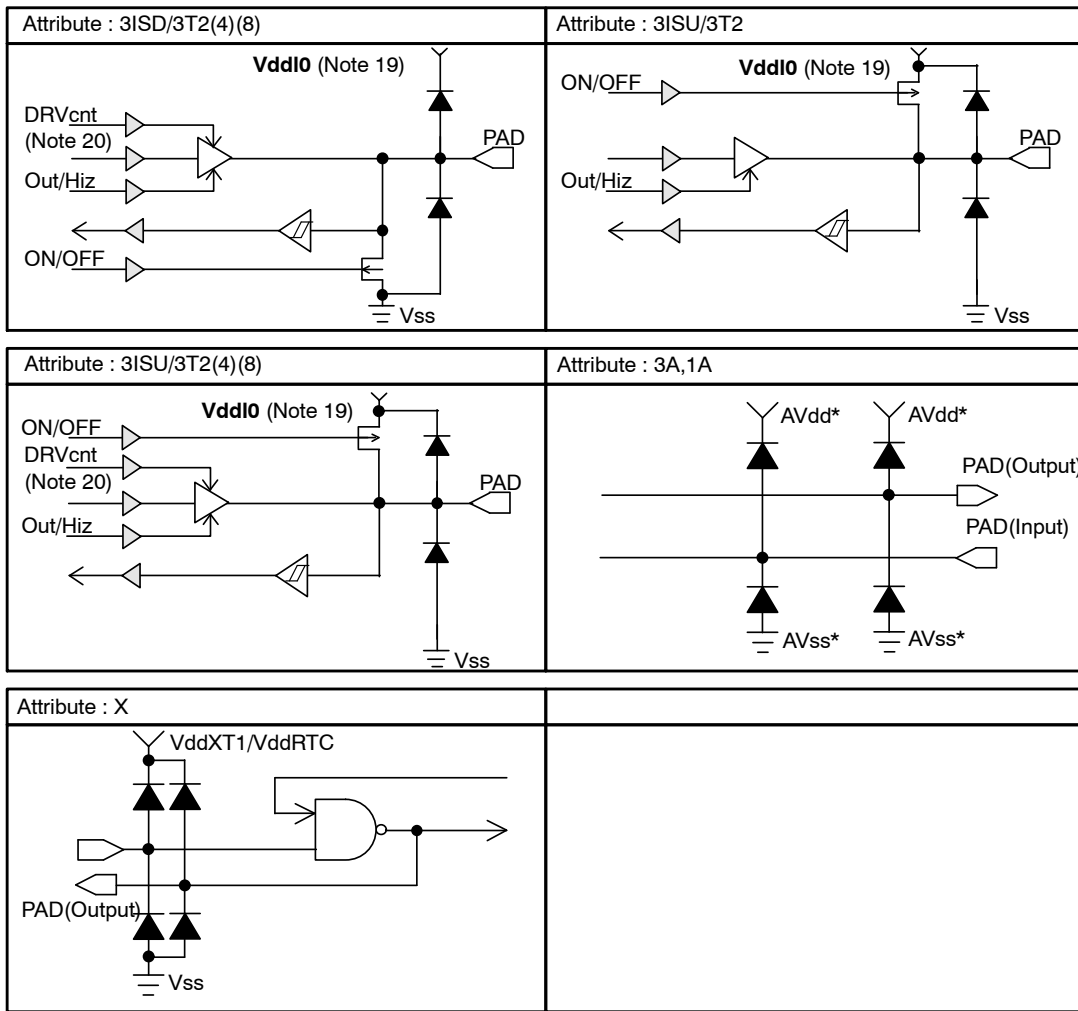 Attribute : 3ISD/3T2(4)(8)
VddI0 (Note 19)
DRVcnt
(Note 20)
PAD
Out/Hiz
ON/OFF
Vss
Attribute : 3ISU/3T2
VddI0 (Note 19)
ON/OFF
PAD
Out/Hiz
Vss
Attribute : 3ISU/3T2(4)(8)
VddI0 (Note 19)
ON/OFF
DRVcnt
(Note 20)
PAD
Out/Hiz
Vss
Attribute : 3A,1A
AVdd*
AVdd*
PAD(Output)
PAD(Input)
AVss*
AVss*
Attribute : X
VddXT1/VddRTC
PAD(Output)
Vss